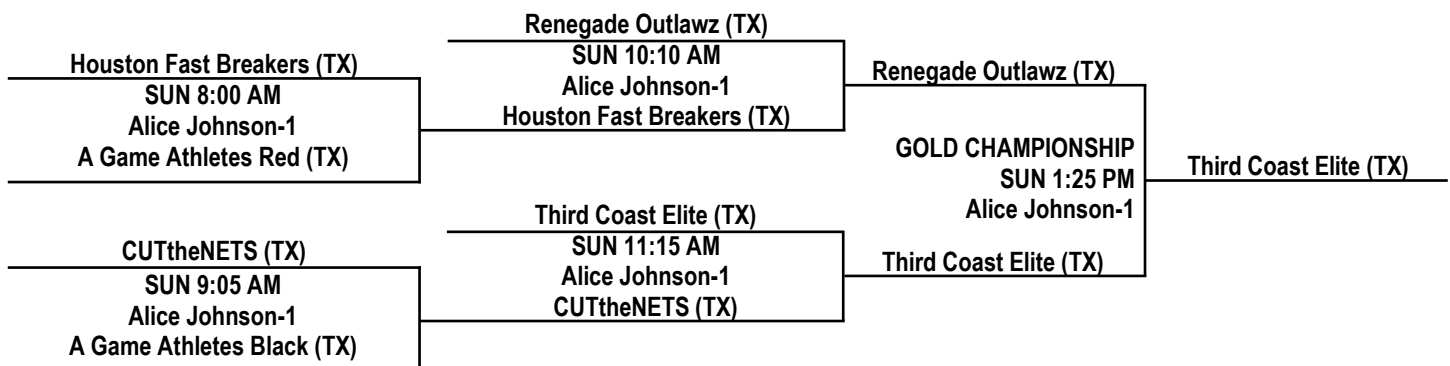 Renegade Outlawz (TX)
Houston Fast Breakers (TX)
SUN 10:10 AM
Alice Johnson-1
Houston Fast Breakers (TX)
Renegade Outlawz (TX)
SUN 8:00 AM
Alice Johnson-1
A Game Athletes Red (TX)
GOLD CHAMPIONSHIP
SUN 1:25 PM
Alice Johnson-1
Third Coast Elite (TX)
Third Coast Elite (TX)
CUTtheNETS (TX)
SUN 11:15 AM
Alice Johnson-1
CUTtheNETS (TX)
Third Coast Elite (TX)
SUN 9:05 AM
Alice Johnson-1
A Game Athletes Black (TX)